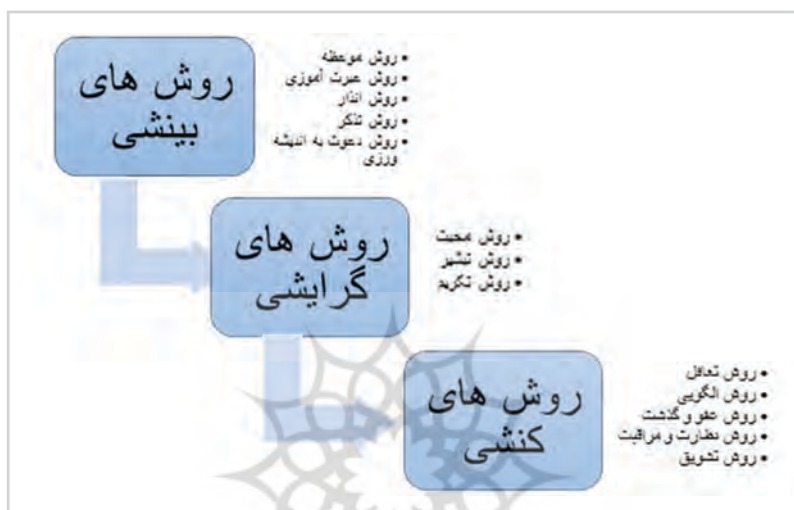 روش های
بینشی
• روش موعظه
• روش عبرت آموزی
• روش انذار
• روش تذکر
• روش دعوت به اندیشه
ورزی
روش های
گرایشی
• روش محبت
• روش تبشیر
• روش تکریم
روش های
کنشی
• روش تغافل
• روش الگویی
• روش عفو و گذشت
• روش نظارت و مراقبت
• روش تشویق